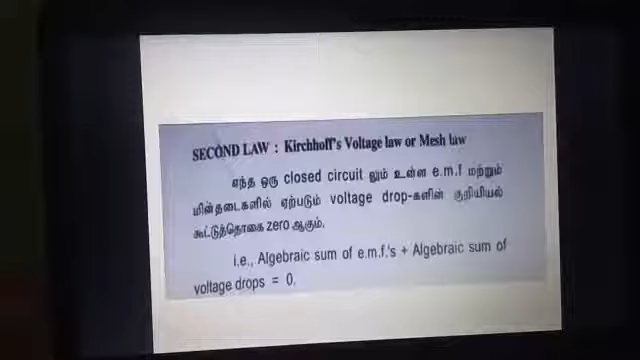 SECOND LAW : Kirchhoff's Voltage law or Mesh law
எந்த ஒரு closed circuit லும் உள்ள e.m.f மற்றும்
மின்தடைகளில் ஏற்படும் voltage drop-களின் குறியியல்
கூட்டுத்தொகை zero ஆகும்.
i.e., Algebraic sum of e.m.f.'s + Algebraic sum of
voltage drops = 0.